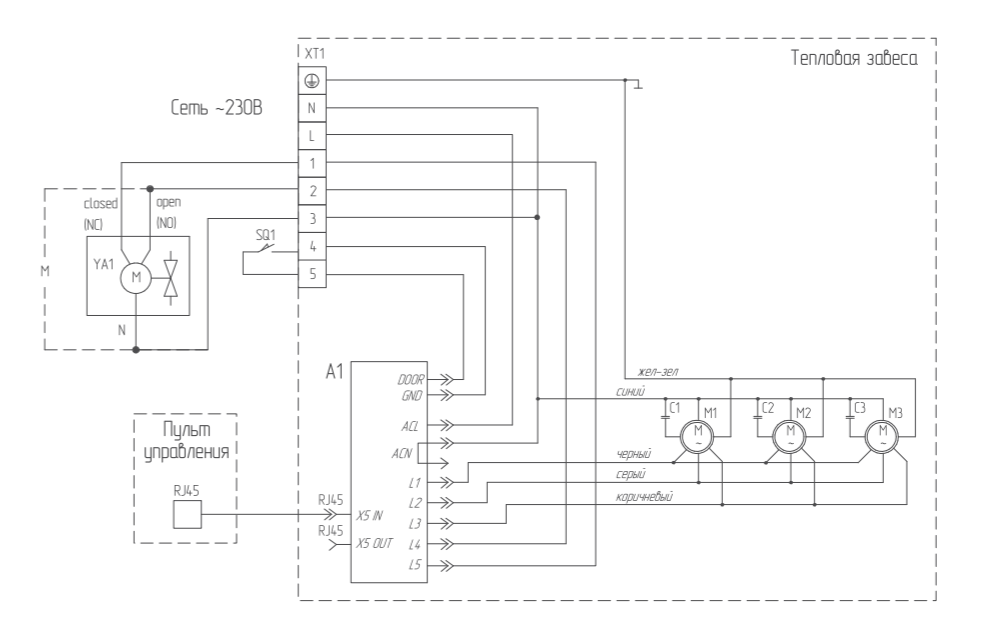 XT1
Тепловая завеса
Сеть ~230В
N
L
1
2
3
4
5
closed
(NC)
open
(NO)
SQ1
YA1
M
M
N
A1
DOOR
GND
ACL
ACN
L1
L2
L3
L4
L5
X5 IN
X5 OUT
RJ45
RJ45
Пульт
управления
RJ45
жел-зел
синий
черный
серый
коричневый
C1
M1
C2
M2
C3
M3
M
~
M
~
M
~